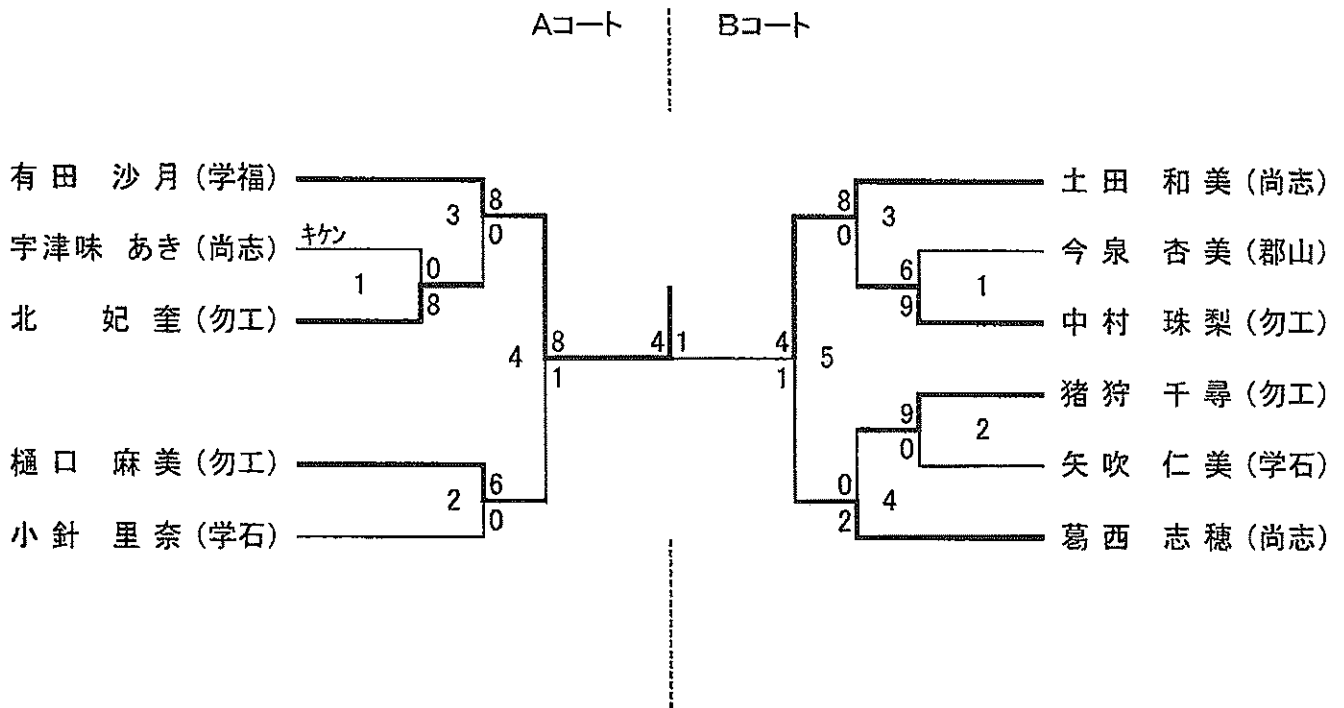 Aコート Bコート
有田 沙月 (学福)
宇津味 あき (尚志)
北 妃奎 (勿工)
樋口 麻美 (勿工)
小針 里奈 (学石)
キケン
3
8
0
1
0
8
4
8
1
2
6
0
4 1
土田 和美 (尚志)
今泉 杏美 (郡山)
中村 珠梨 (勿工)
猪狩 千尋 (勿工)
矢吹 仁美 (学石)
葛西 志穂 (尚志)
8
0
3
6
9
1
4
1
5
9
0
2
0
2
4